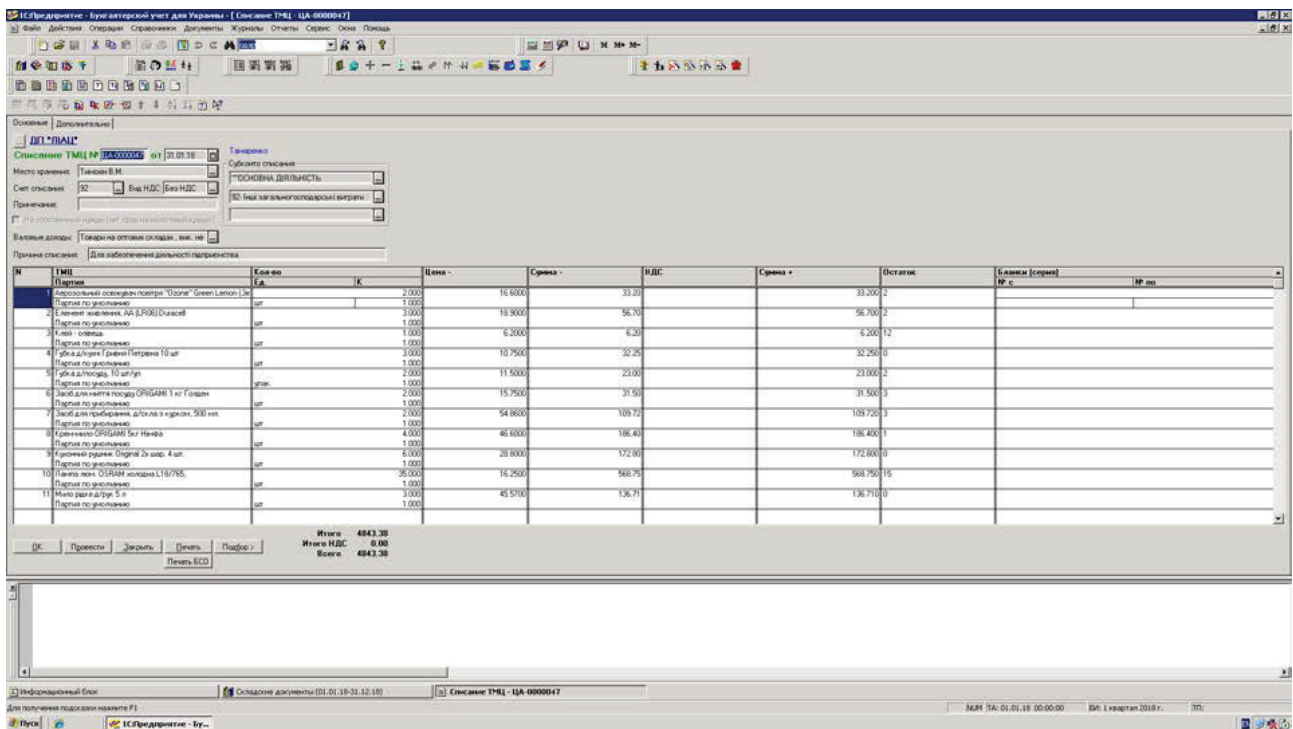 1С:Предприятие - Бухгалтерский учет для Украины - [ Списание ТМЦ - ЦА-0000047]
Файл Действия Операции Справочники Документы Журналы Отчеты Сервис Окна Помощь
M M+ M-
Основные Дополнительно
ДП "ПІАЦ"
Списание ТМЦ № ЦА-0000047 от 31.01.18
Место хранения: В.М.
Счет списания: 92 Вид НДС Без НДС
Примечание:
Валовые доходы: Товари на оптових складах , вик. не
Причина списания: Для забезпечення діяльності підприємства
Субконто списания
ОСНОВНА ДІЯЛЬНІСТЬ
92- Інші загальногосподарські витрати
N ТМЦ Кол-во Цена - Сумма - НДС Сумма + Остаток Бланки (серия)
Партия Ед. К № с № по
1 Аерозольний освіжувач повітря "Ozone" Green Lemon (Зе 2.000 16.6000 33.20 33.200 2
Партия по умолчанию шт 1.000
2 Елемент живлення, AA (LR06) Duracell 3.000 18.9000 56.70 56.700 2
Партия по умолчанию шт 1.000
3 Клей - олівець 1.000 6.2000 6.20 6.200 12
Партия по умолчанию шт 1.000
4 Губка д/кухні Гривня Петрівна 10 шт 3.000 10.7500 32.25 32.250 0
Партия по умолчанию шт 1.000
5 Губка д/посуду, 10 шт/уп 2.000 11.5000 23.00 23.000 2
Партия по умолчанию упак. 1.000
6 Засіб для миття посуду ORIGAMI 1 кг Голден 2.000 15.7500 31.50 31.500 3
Партия по умолчанию шт 1.000
7 Засіб для прибирання, д/скла з курком, 500 мл. 2.000 54.8600 109.72 109.720 3
Партия по умолчанию шт 1.000
8 Крем-мило ORIGAMI 5кг Німфа 4.000 46.6000 186.40 186.400 1
Партия по умолчанию шт 1.000
9 Кухонный рушник Original 2х шар. 4 шт. 6.000 28.8000 172.80 172.800 0
Партия по умолчанию шт 1.000
10 Лампа люм. OSRAM холодна L18/765, 35.000 16.2500 568.75 568.750 15
Партия по умолчанию шт 1.000
11 Мило рідке д/рук 5 л 3.000 45.5700 136.71 136.710 0
Партия по умолчанию шт 1.000
Итого 4843.38
Итого НДС 0.00
Всего 4843.38
OK Провести Закрыть Печать Подбор >
Печать БСО
Информационный блок Складские документы (01.01.18-31.12.18) Списание ТМЦ - ЦА-0000047
Для получения подсказки нажмите F1 NUM ТА: 01.01.18 00:00:00 БИ: 1 квартал 2018 г. ТП:
Пуск 1С:Предприятие - Бу...